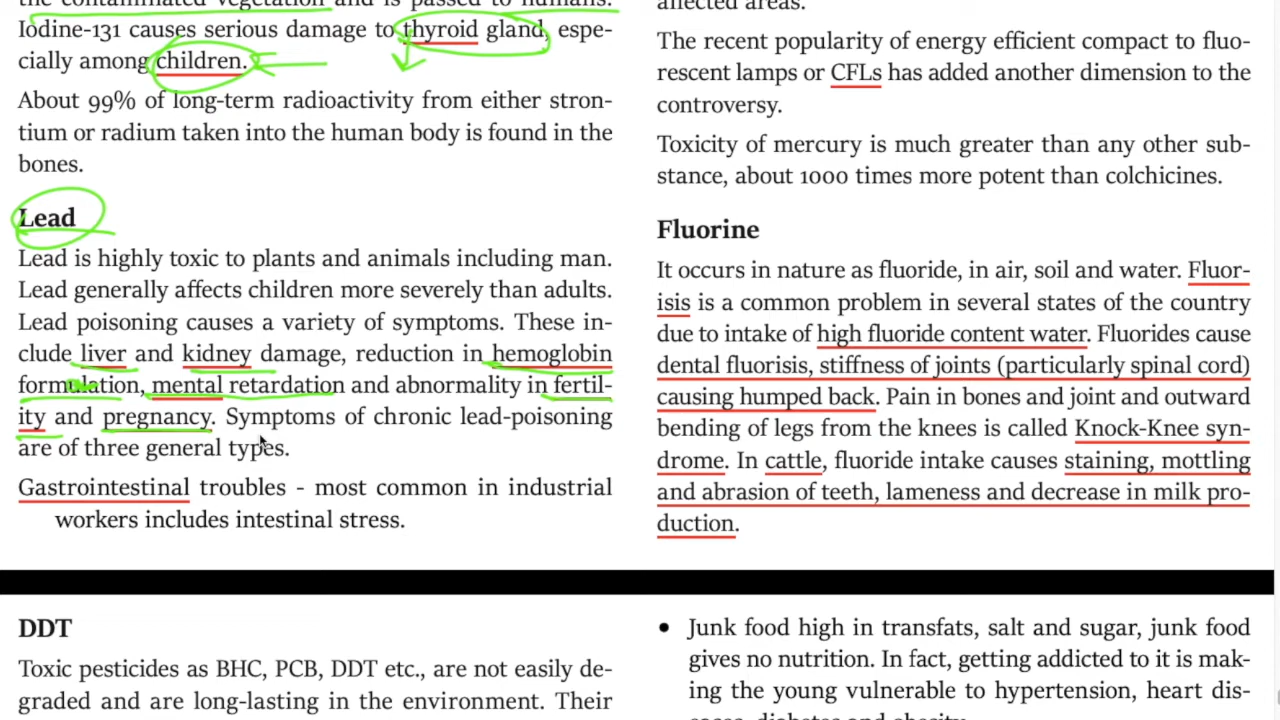 the contaminated vegetation and is passed to humans.
Iodine-131 causes serious damage to thyroid gland, espe-
cially among children.
About 99% of long-term radioactivity from either stron-
tium or radium taken into the human body is found in the
bones.
Lead
Lead is highly toxic to plants and animals including man.
Lead generally affects children more severely than adults.
Lead poisoning causes a variety of symptoms. These in-
clude liver and kidney damage, reduction in hemoglobin
formulation, mental retardation and abnormality in fertil-
ity and pregnancy. Symptoms of chronic lead-poisoning
are of three general types.
Gastrointestinal troubles - most common in industrial
workers includes intestinal stress.
DDT
Toxic pesticides as BHC, PCB, DDT etc., are not easily de-
graded and are long-lasting in the environment. Their
affected areas.
The recent popularity of energy efficient compact to fluo-
rescent lamps or CFLs has added another dimension to the
controversy.
Toxicity of mercury is much greater than any other sub-
stance, about 1000 times more potent than colchicines.
Fluorine
It occurs in nature as fluoride, in air, soil and water. Fluor-
isis is a common problem in several states of the country
due to intake of high fluoride content water. Fluorides cause
dental fluorisis, stiffness of joints (particularly spinal cord)
causing humped back. Pain in bones and joint and outward
bending of legs from the knees is called Knock-Knee syn-
drome. In cattle, fluoride intake causes staining, mottling
and abrasion of teeth, lameness and decrease in milk pro-
duction.
• Junk food high in transfats, salt and sugar, junk food
gives no nutrition. In fact, getting addicted to it is mak-
ing the young vulnerable to hypertension, heart dis-
ease, diabetes and obesity.